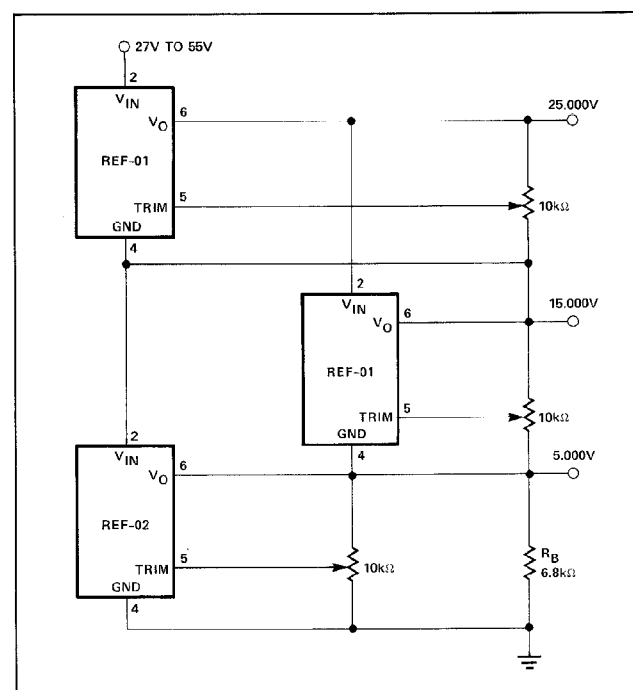 27V TO 55V
2
VIN
VO
6
25.000V
REF-01
TRIM
5
10kΩ
GND
4
2
VIN
VO
6
15.000V
REF-01
TRIM
5
10kΩ
GND
4
2
VIN
VO
6
5.000V
REF-02
TRIM
5
10kΩ
RB
6.8kΩ
GND
4